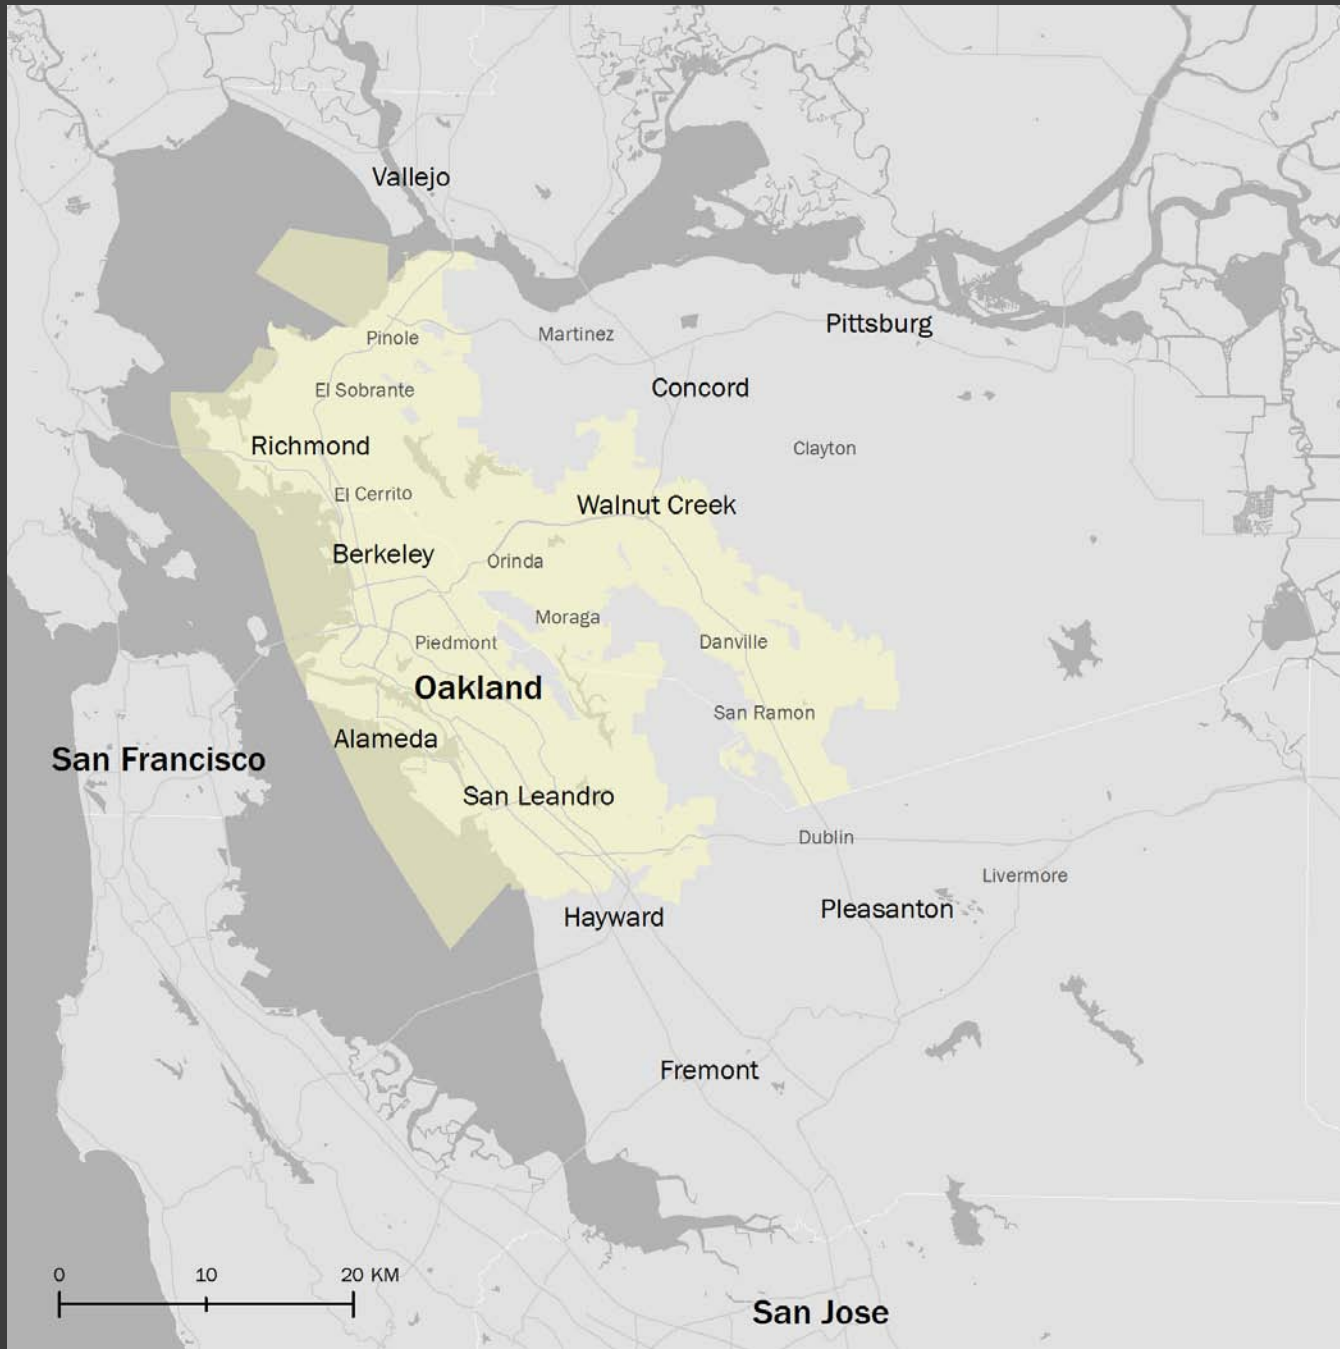 Vallejo
Pittsburg
Pinole
Martinez
El Sobrante
Concord
Richmond
Clayton
El Cerrito
Walnut Creek
Berkeley
Orinda
Moraga
Piedmont
Danville
Oakland
San Ramon
Alameda
San Francisco
San Leandro
Dublin
Livermore
Hayward
Pleasanton
Fremont
0 10 20 KM
San Jose